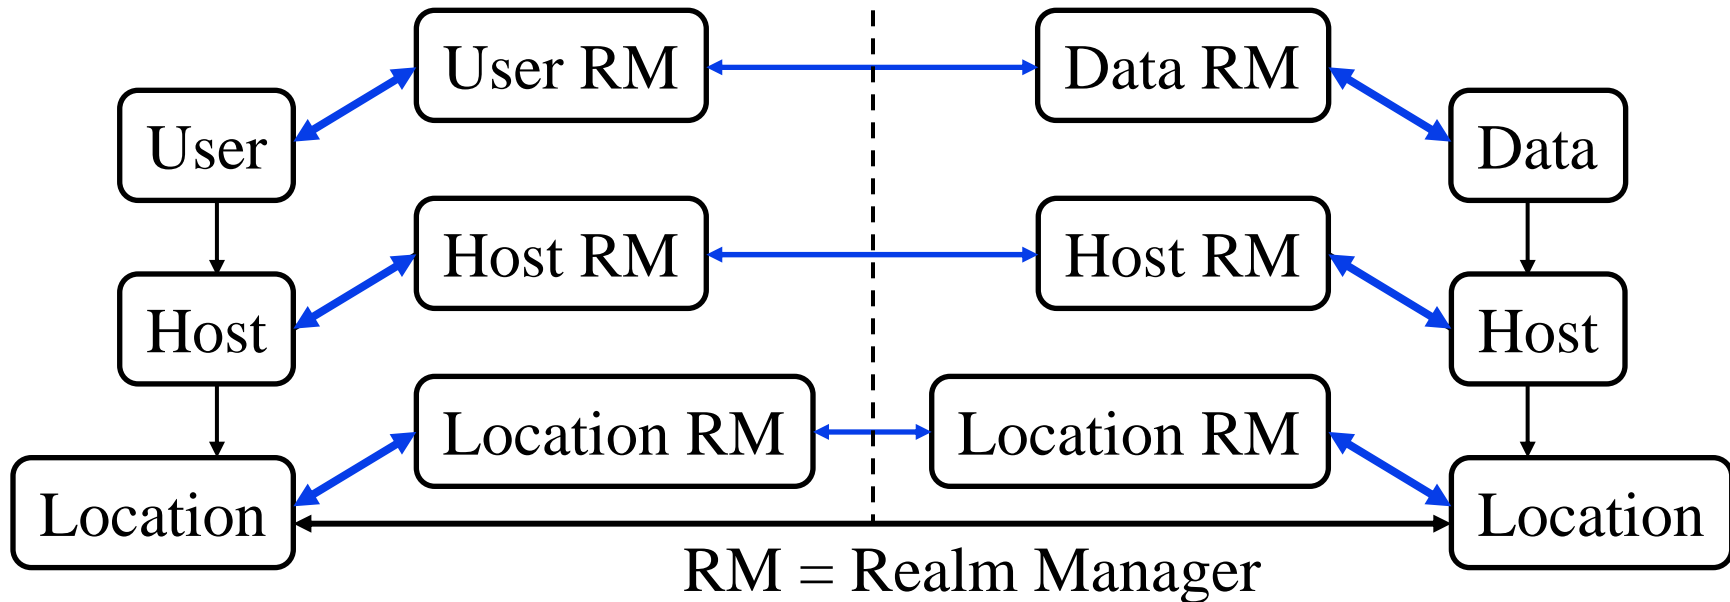 User RM
Data RM
User
Data
Host RM
Host RM
Host
Host
Location RM
Location RM
Location
Location
RM = Realm Manager